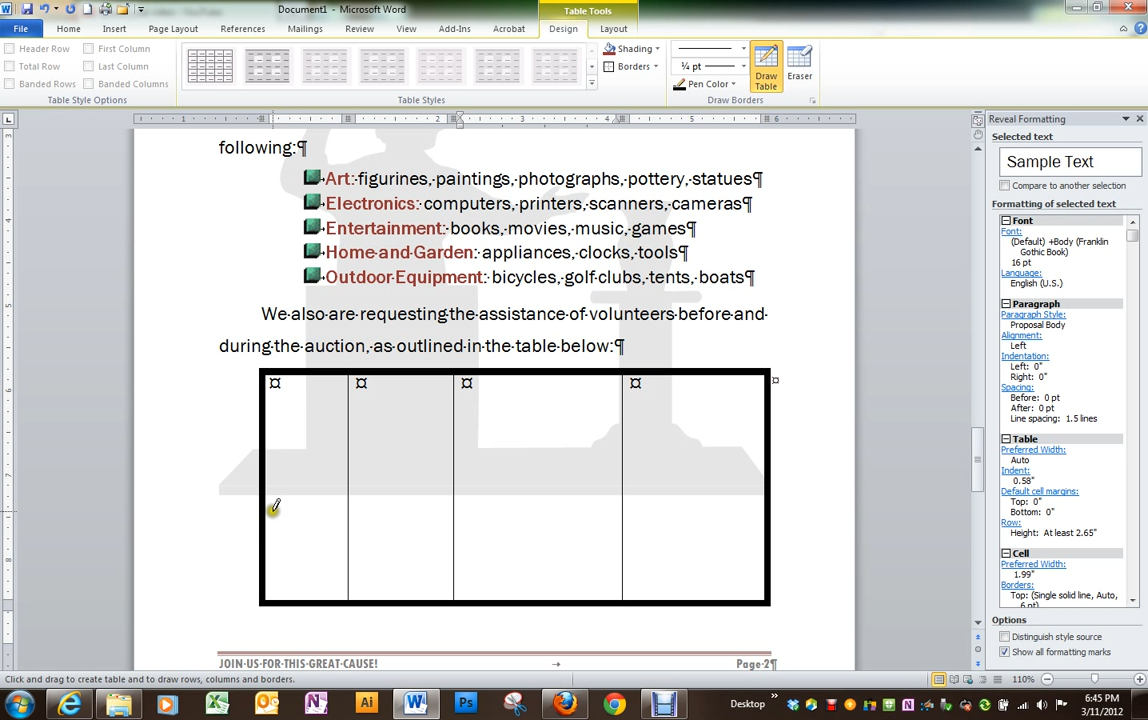 Document1 - Microsoft Word
Table Tools
File Home Insert Page Layout References Mailings Review View Add-Ins Acrobat Design Layout
Header Row First Column
Total Row Last Column
Banded Rows Banded Columns
Table Style Options
Table Styles
Shading
Borders
¼ pt
Pen Color
Draw Table
Eraser
Draw Borders
following:¶
Art:·figurines,·paintings,·photographs,·pottery,·statues¶
Electronics:·computers,·printers,·scanners,·cameras¶
Entertainment:·books,·movies,·music,·games¶
Home·and·Garden:·appliances,·clocks,·tools¶
Outdoor·Equipment:·bicycles,·golf·clubs,·tents,·boats¶
We·also·are·requesting·the·assistance·of·volunteers·before·and·
during·the·auction,·as·outlined·in·the·table·below:¶
¤ ¤ ¤ ¤ ¤
JOIN·US·FOR·THIS·GREAT·CAUSE! → Page·2¶
Reveal Formatting
Selected text
Sample Text
Compare to another selection
Formatting of selected text
Font
Font:
(Default) +Body (Franklin
Gothic Book)
16 pt
Language:
English (U.S.)
Paragraph
Paragraph Style:
Proposal Body
Alignment:
Left
Indentation:
Left: 0"
Right: 0"
Spacing:
Before: 0 pt
After: 0 pt
Line spacing: 1.5 lines
Table
Preferred Width:
Auto
Indent:
0.58"
Default cell margins:
Top: 0"
Bottom: 0"
Row:
Height: At least 2.65"
Cell
Preferred Width:
1.99"
Borders:
Top: (Single solid line, Auto,
6 pt)
Options
Distinguish style source
Show all formatting marks
Click and drag to create table and to draw rows, columns and borders.
110%
Desktop
6:45 PM
3/11/2012